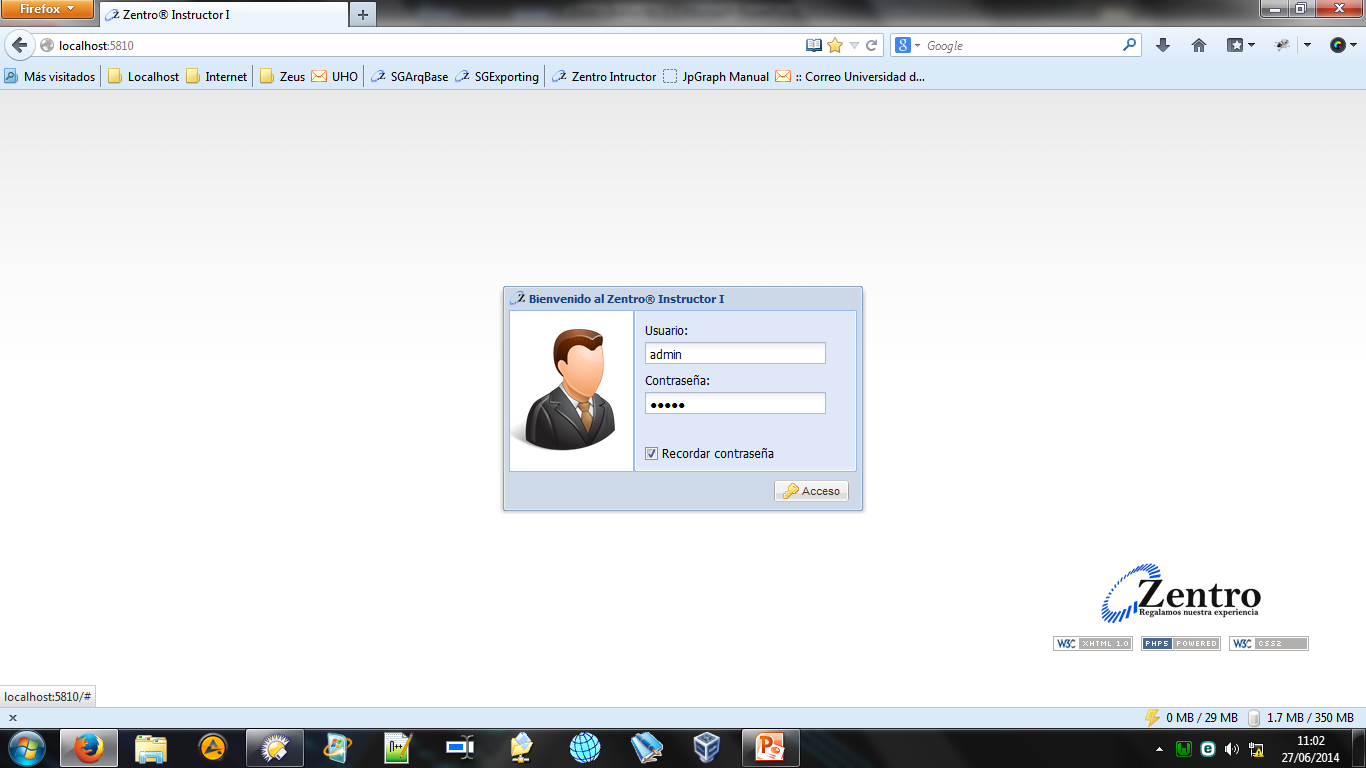 Firefox
Zentro® Instructor I
localhost:5810
Google
Más visitados
Localhost
Internet
Zeus
UHO
SGArqBase
SGExporting
Zentro Intructor
JpGraph Manual
:: Correo Universidad d...
Bienvenido al Zentro® Instructor I
Usuario:
admin
Contraseña:
•••••
Recordar contraseña
Acceso
Zentro
Regalamos nuestra experiencia
W3C XHTML 1.0
PHP5 POWERED
W3C CSS2
localhost:5810/#
0 MB / 29 MB
1.7 MB / 350 MB
11:02
27/06/2014